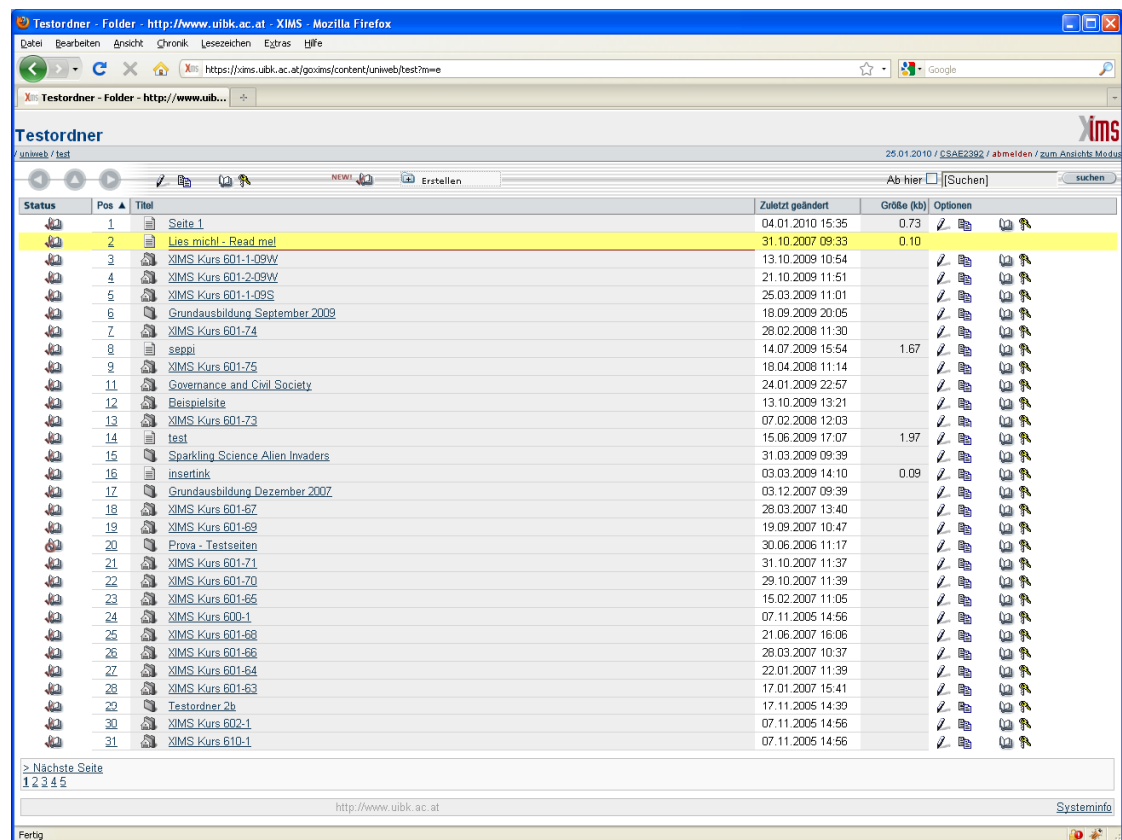 Testordner - Folder - http://www.uibk.ac.at - XIMS - Mozilla Firefox
Datei Bearbeiten Ansicht Chronik Lesezeichen Extras Hilfe
Xims https://xims.uibk.ac.at/goxims/content/uniweb/test?m=e Google
Xims Testordner - Folder - http://www.uib...
Testordner Xims
/ uniweb / test 25.01.2010 / CSAE2392 / abmelden / zum Ansichts Modus
NEW! Erstellen Ab hier [Suchen] suchen
Status Pos ▲ Titel Zuletzt geändert Größe (kb) Optionen
1 Seite 1 04.01.2010 15:35 0.73
2 Lies mich! - Read me! 31.10.2007 09:33 0.10
3 XIMS Kurs 601-1-09W 13.10.2009 10:54
4 XIMS Kurs 601-2-09W 21.10.2009 11:51
5 XIMS Kurs 601-1-09S 25.03.2009 11:01
6 Grundausbildung September 2009 18.09.2009 20:05
7 XIMS Kurs 601-74 28.02.2008 11:30
8 seppi 14.07.2009 15:54 1.67
9 XIMS Kurs 601-75 18.04.2008 11:14
11 Governance and Civil Society 24.01.2009 22:57
12 Beispielsite 13.10.2009 13:21
13 XIMS Kurs 601-73 07.02.2008 12:03
14 test 15.06.2009 17:07 1.97
15 Sparkling Science Alien Invaders 31.03.2009 09:39
16 insertink 03.03.2009 14:10 0.09
17 Grundausbildung Dezember 2007 03.12.2007 09:39
18 XIMS Kurs 601-67 28.03.2007 13:40
19 XIMS Kurs 601-69 19.09.2007 10:47
20 Prova - Testseiten 30.06.2006 11:17
21 XIMS Kurs 601-71 31.10.2007 11:37
22 XIMS Kurs 601-70 29.10.2007 11:39
23 XIMS Kurs 601-65 15.02.2007 11:05
24 XIMS Kurs 600-1 07.11.2005 14:56
25 XIMS Kurs 601-68 21.06.2007 16:06
26 XIMS Kurs 601-66 28.03.2007 10:37
27 XIMS Kurs 601-64 22.01.2007 11:39
28 XIMS Kurs 601-63 17.01.2007 15:41
29 Testordner 2b 17.11.2005 14:39
30 XIMS Kurs 602-1 07.11.2005 14:56
31 XIMS Kurs 610-1 07.11.2005 14:56
> Nächste Seite
1 2 3 4 5
http://www.uibk.ac.at Systeminfo
Fertig